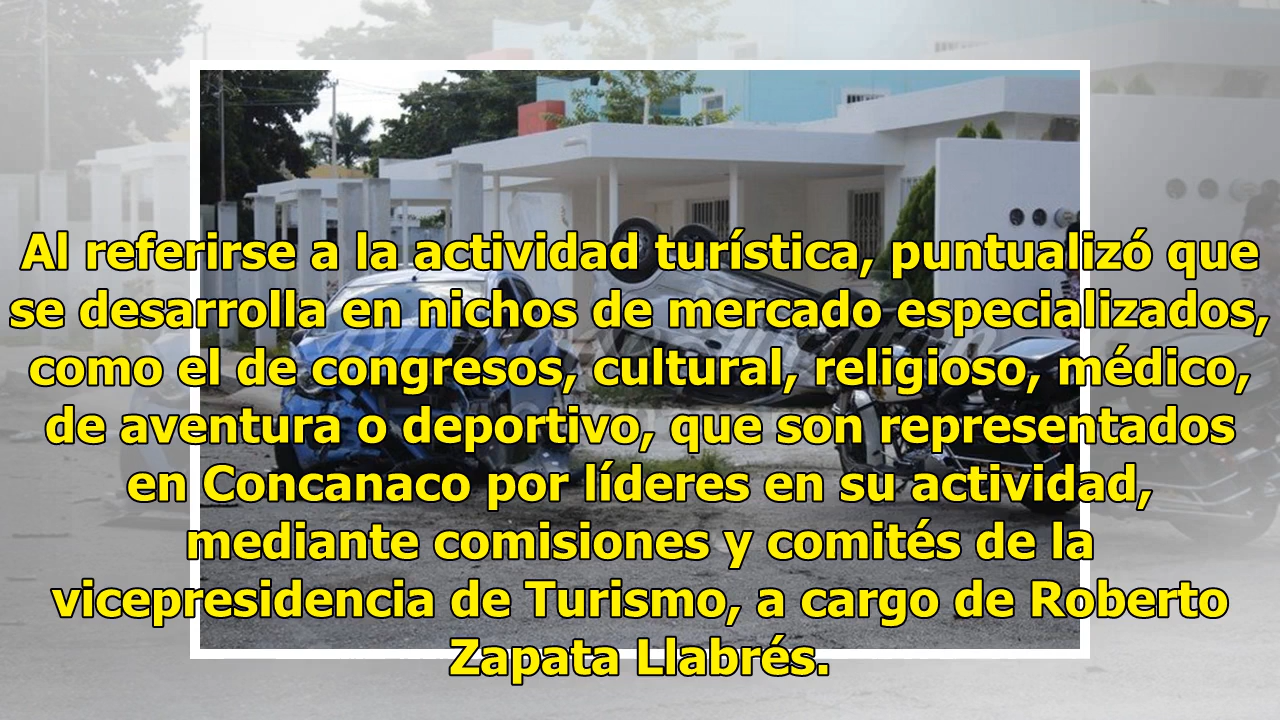 Al referirse a la actividad turística, puntualizó que
se desarrolla en nichos de mercado especializados,
como el de congresos, cultural, religioso, médico,
de aventura o deportivo, que son representados
en Concanaco por líderes en su actividad,
mediante comisiones y comités de la
vicepresidencia de Turismo, a cargo de Roberto
Zapata Llabrés.